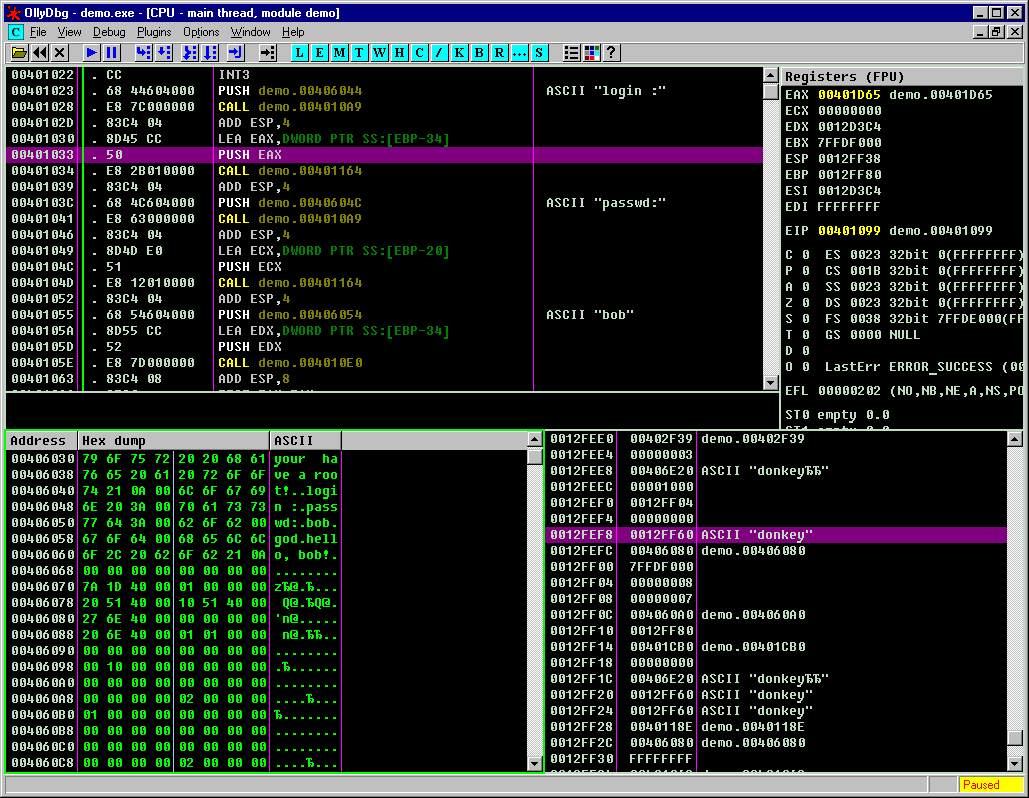 OllyDbg - demo.exe - [CPU - main thread, module demo]
C File View Debug Plugins Options Window Help
L E M T W H C / K B R ... S ?
00401022 . CC INT3
00401023 . 68 44604000 PUSH demo.00406044 ASCII "login :"
00401028 . E8 7C000000 CALL demo.004010A9
0040102D . 83C4 04 ADD ESP,4
00401030 . 8D45 CC LEA EAX,DWORD PTR SS:[EBP-34]
00401033 . 50 PUSH EAX
00401034 . E8 2B010000 CALL demo.00401164
00401039 . 83C4 04 ADD ESP,4
0040103C . 68 4C604000 PUSH demo.0040604C ASCII "passwd:"
00401041 . E8 63000000 CALL demo.004010A9
00401046 . 83C4 04 ADD ESP,4
00401049 . 8D4D E0 LEA ECX,DWORD PTR SS:[EBP-20]
0040104C . 51 PUSH ECX
0040104D . E8 12010000 CALL demo.00401164
00401052 . 83C4 04 ADD ESP,4
00401055 . 68 54604000 PUSH demo.00406054 ASCII "bob"
0040105A . 8D55 CC LEA EDX,DWORD PTR SS:[EBP-34]
0040105D . 52 PUSH EDX
0040105E . E8 7D000000 CALL demo.004010E0
00401063 . 83C4 08 ADD ESP,8
Registers (FPU)
EAX 00401D65 demo.00401D65
ECX 00000000
EDX 0012D3C4
EBX 7FFDF000
ESP 0012FF38
EBP 0012FF80
ESI 0012D3C4
EDI FFFFFFFF
EIP 00401099 demo.00401099
C 0 ES 0023 32bit 0(FFFFFFFF)
P 0 CS 001B 32bit 0(FFFFFFFF)
A 0 SS 0023 32bit 0(FFFFFFFF)
Z 0 DS 0023 32bit 0(FFFFFFFF)
S 0 FS 0038 32bit 7FFDE000(FF
T 0 GS 0000 NULL
D 0
O 0 LastErr ERROR_SUCCESS (00
EFL 00000202 (NO,NB,NE,A,NS,PO
ST0 empty 0.0
Address Hex dump ASCII
00406030 79 6F 75 72 20 20 68 61 your  ha
00406038 76 65 20 61 20 72 6F 6F ve a roo
00406040 74 21 0A 00 6C 6F 67 69 t!..logi
00406048 6E 20 3A 00 70 61 73 73 n :.pass
00406050 77 64 3A 00 62 6F 62 00 wd:.bob.
00406058 67 6F 64 00 68 65 6C 6C god.hell
00406060 6F 2C 20 62 6F 62 21 0A o, bob!.
00406068 00 00 00 00 00 00 00 00 ........
00406070 7A 1D 40 00 01 00 00 00 zЂ@.Ђ...
00406078 20 51 40 00 10 51 40 00 Q@.ЂQ@.
00406080 27 6E 40 00 00 00 00 00 'n@.....
00406088 20 6E 40 00 01 01 00 00 n@.ЂЂ..
00406090 00 00 00 00 00 00 00 00 ........
00406098 00 10 00 00 00 00 00 00 .Ђ......
004060A0 00 00 00 00 00 00 00 00 ........
004060A8 00 00 00 00 02 00 00 00 ....Ђ...
004060B0 01 00 00 00 00 00 00 00 Ђ.......
004060B8 00 00 00 00 00 00 00 00 ........
004060C0 00 00 00 00 00 00 00 00 ........
004060C8 00 00 00 00 02 00 00 00 ....Ђ...
0012FEE0 00402F39 demo.00402F39
0012FEE4 00000003
0012FEE8 00406E20 ASCII "donkeyЂЂ"
0012FEEC 00001000
0012FEF0 0012FF04
0012FEF4 00000000
0012FEF8 0012FF60 ASCII "donkey"
0012FEFC 00406080 demo.00406080
0012FF00 7FFDF000
0012FF04 00000008
0012FF08 00000007
0012FF0C 004060A0 demo.004060A0
0012FF10 0012FF80
0012FF14 00401CB0 demo.00401CB0
0012FF18 00000000
0012FF1C 00406E20 ASCII "donkeyЂЂ"
0012FF20 0012FF60 ASCII "donkey"
0012FF24 0012FF60 ASCII "donkey"
0012FF28 0040118E demo.0040118E
0012FF2C 00406080 demo.00406080
0012FF30 FFFFFFFF
Paused